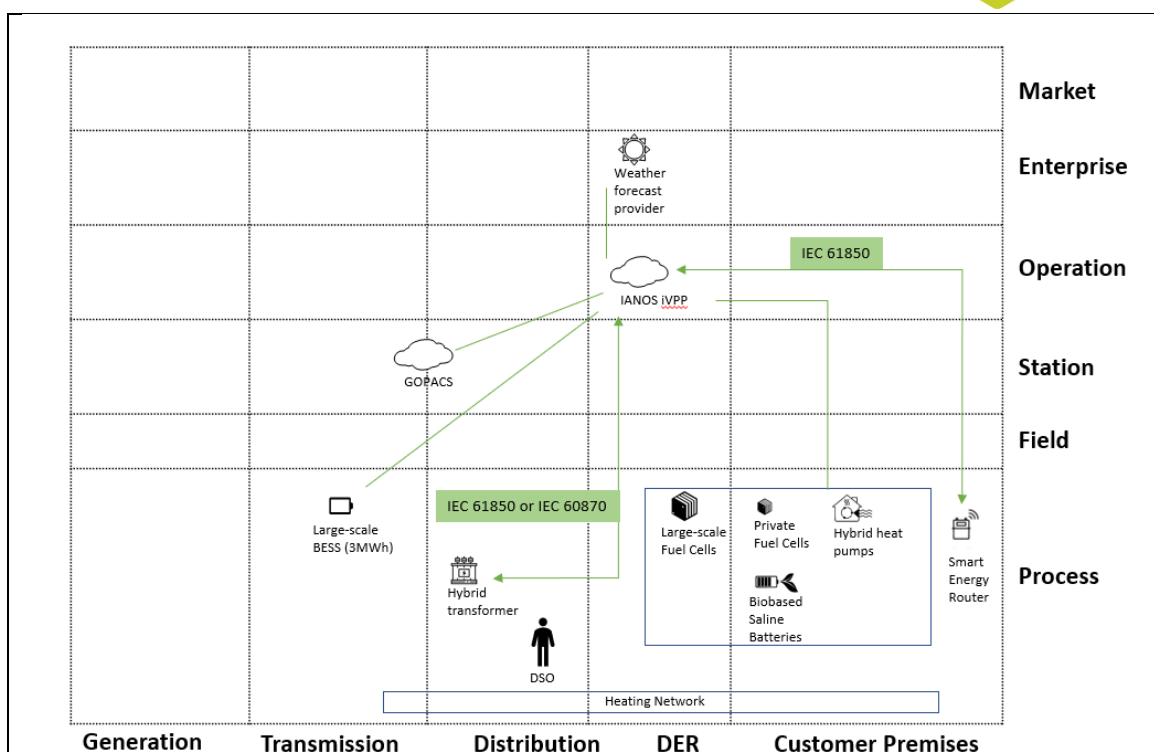 Market
Weather
forecast
provider
Enterprise
IEC 61850
Operation
IANOS iVPP
GOPACS
Station
Field
IEC 61850 or IEC 60870
Large-scale
BESS (3MWh)
Hybrid
transformer
DSO
Large-scale
Fuel Cells
Private
Fuel Cells
Hybrid heat
pumps
Biobased
Saline
Batteries
Smart
Energy
Router
Process
Heating Network
Generation
Transmission
Distribution
DER
Customer Premises